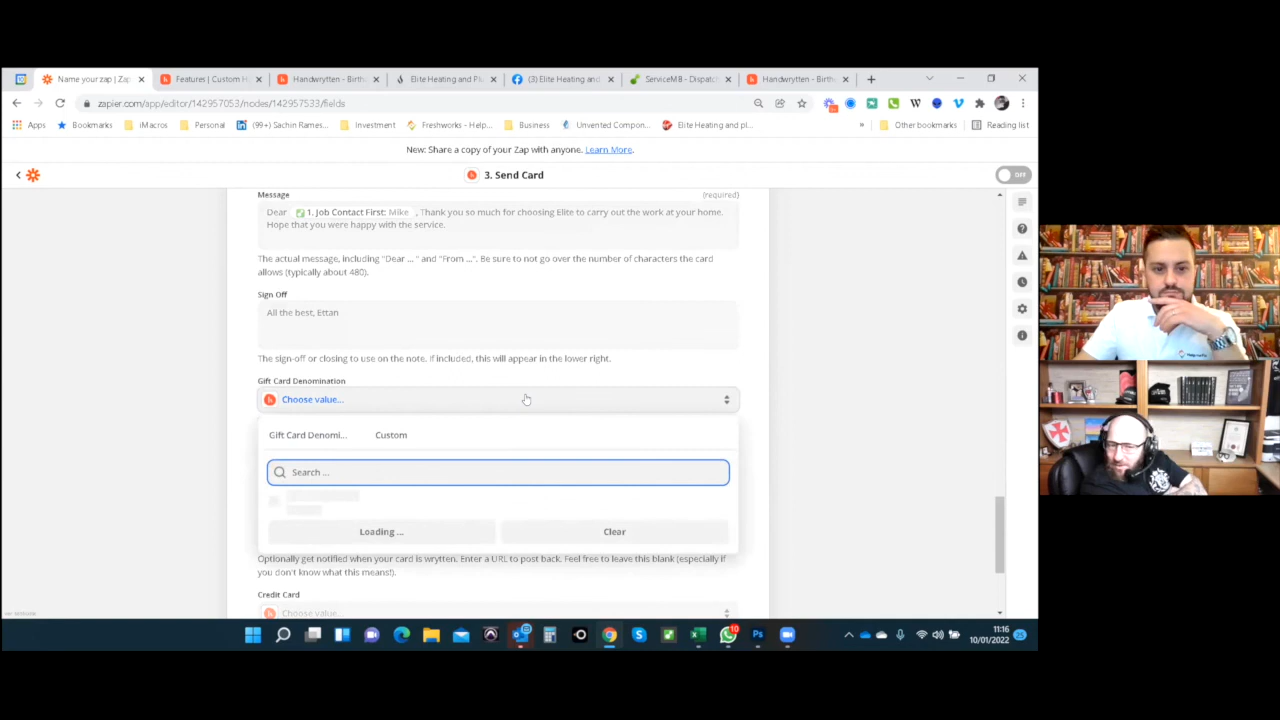 Name your zap | Zap
Features | Custom H
Handwrytten - Birth
Elite Heating and Plu
(3) Elite Heating and
ServiceM8 - Dispatc
Handwrytten - Birth
zapier.com/app/editor/142957053/nodes/142957533/fields
Apps
Bookmarks
iMacros
Personal
(99+) Sachin Rames...
Investment
Freshworks - Help...
Business
Unvented Compon...
Elite Heating and pl...
»
Other bookmarks
Reading list
New: Share a copy of your Zap with anyone. Learn More.
3. Send Card
OFF
Message
(required)
Dear 1. Job Contact First: Mike , Thank you so much for choosing Elite to carry out the work at your home.
Hope that you were happy with the service.
The actual message, including "Dear ... " and "From ...". Be sure to not go over the number of characters the card
allows (typically about 480).
Sign Off
All the best, Ettan
The sign-off or closing to use on the note. If included, this will appear in the lower right.
Gift Card Denomination
Choose value...
Gift Card Denomi...
Custom
Search ...
Loading ...
Clear
Optionally get notified when your card is wrytten. Enter a URL to post back. Feel free to leave this blank (especially if
you don't know what this means!).
Credit Card
Choose value...
10
11:16
10/01/2022
25